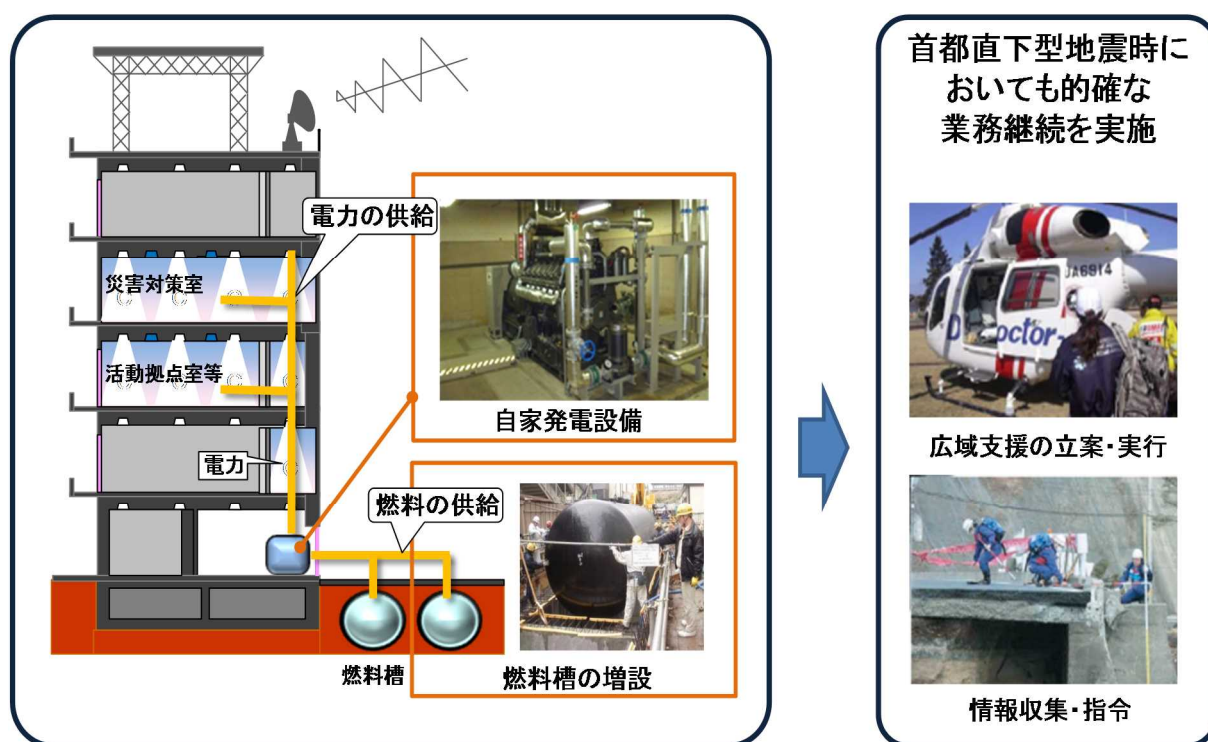 電力の供給
災害対策室
活動拠点室等
電力
燃料の供給
燃料槽
自家発電設備
燃料槽の増設
首都直下型地震時に
おいても的確な
業務継続を実施
JA6914
octor-
広域支援の立案・実行
情報収集・指令